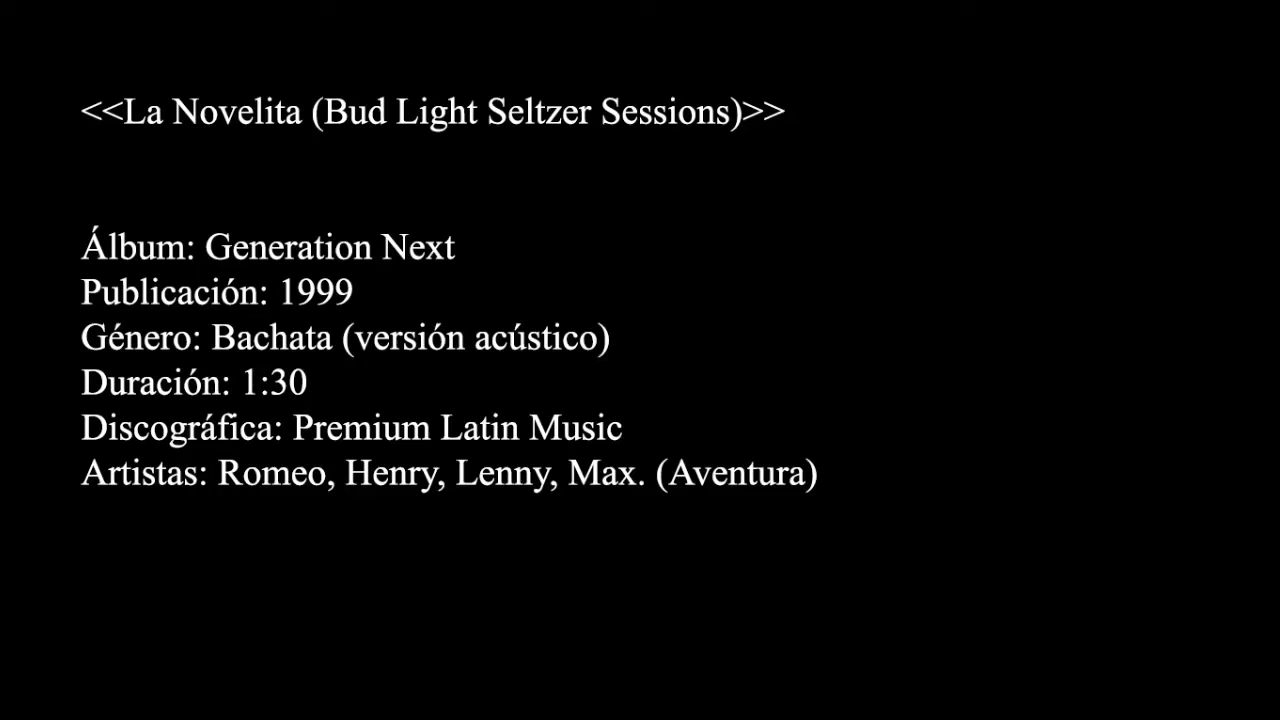 <<La Novelita (Bud Light Seltzer Sessions)>>
Álbum: Generation Next
Publicación: 1999
Género: Bachata (versión acústico)
Duración: 1:30
Discográfica: Premium Latin Music
Artistas: Romeo, Henry, Lenny, Max. (Aventura)